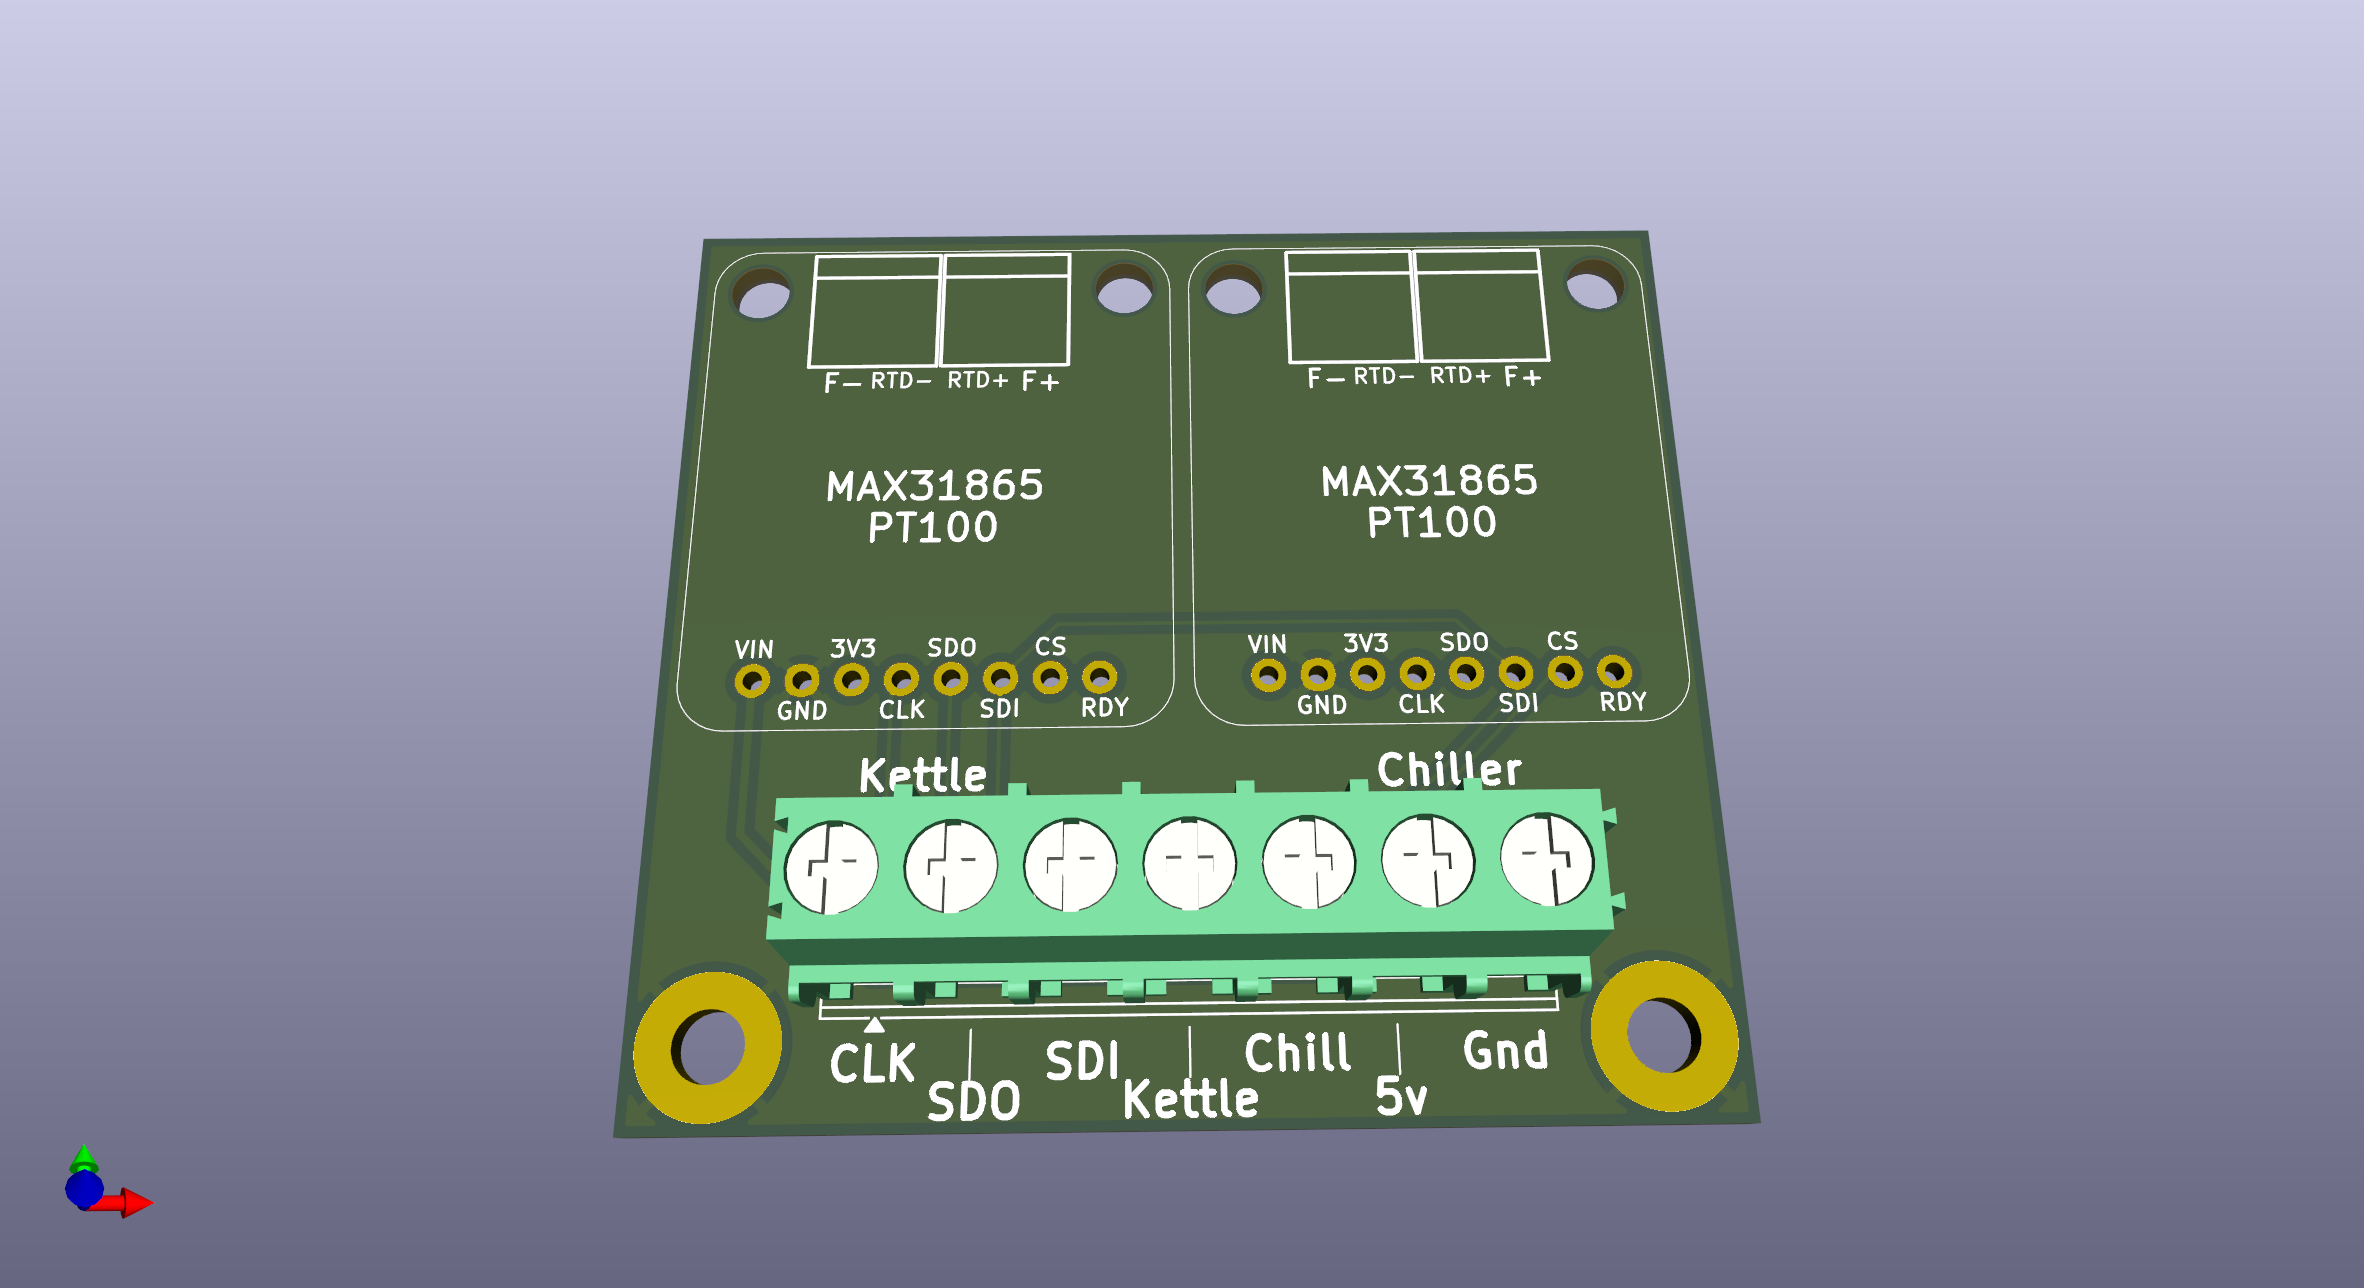 F- RTD- RTD+ F+
F- RTD- RTD+ F+
MAX31865
PT100
MAX31865
PT100
VIN 3V3 SDO CS
GND CLK SDI RDY
VIN 3V3 SDO CS
GND CLK SDI RDY
Kettle
Chiller
CLK SDI Chill Gnd
SDO Kettle 5v